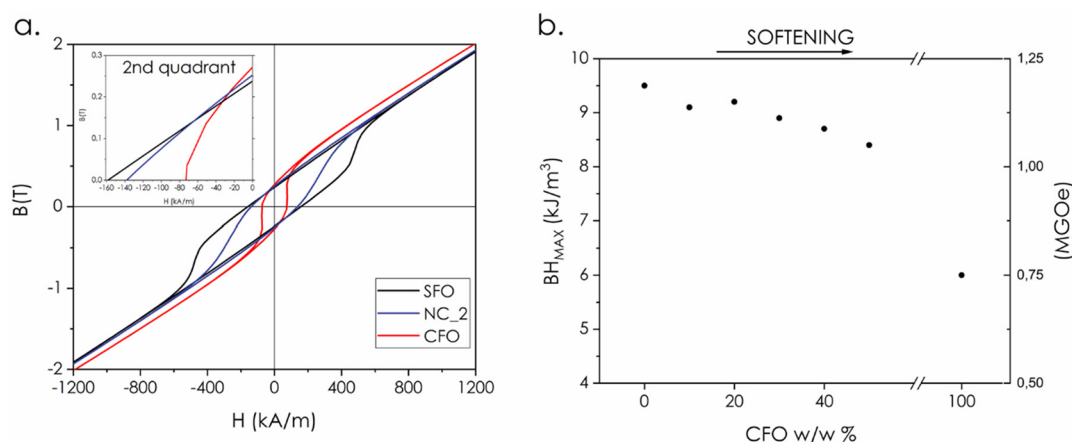 a.
2
1
0
-1
-2
B(T)
-1200
-800
-400
0
400
800
1200
H (kA/m)
2nd quadrant
0.3
0.2
0.1
0.0
B(T)
-160
-140
-120
-100
-80
-60
-40
-20
0
H (kA/m)
SFO
NC_2
CFO
b.
SOFTENING
10
9
8
7
6
5
4
BH_MAX (kJ/m³)
0
20
40
100
CFO w/w %
1,25
1,00
0,75
0,50
(MGOe)